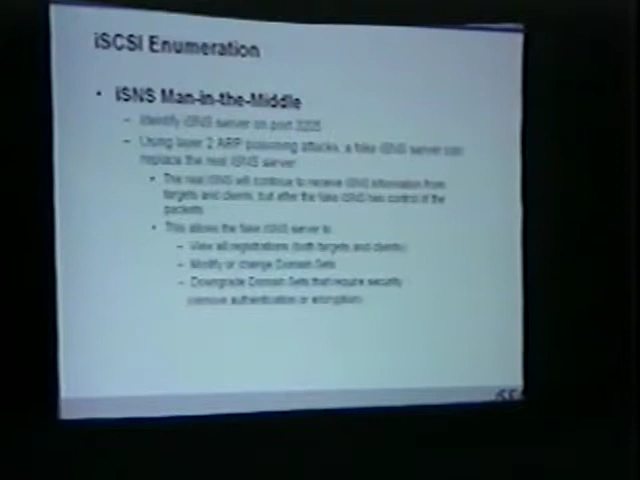 iSCSI Enumeration
• iSNS Man-in-the-Middle
– Identify iSNS server on port 3205
– Using layer 2 ARP poisoning attacks, a fake iSNS server can
replace the real iSNS server
• The real iSNS will continue to receive iSNS information from
targets and clients, but after the fake iSNS has control of the
packets
• This allows the fake iSNS server to
– View all registrations (both targets and clients)
– Modify or change Domain Sets
– Downgrade Domain Sets that require security
(remove authentication or encryption)